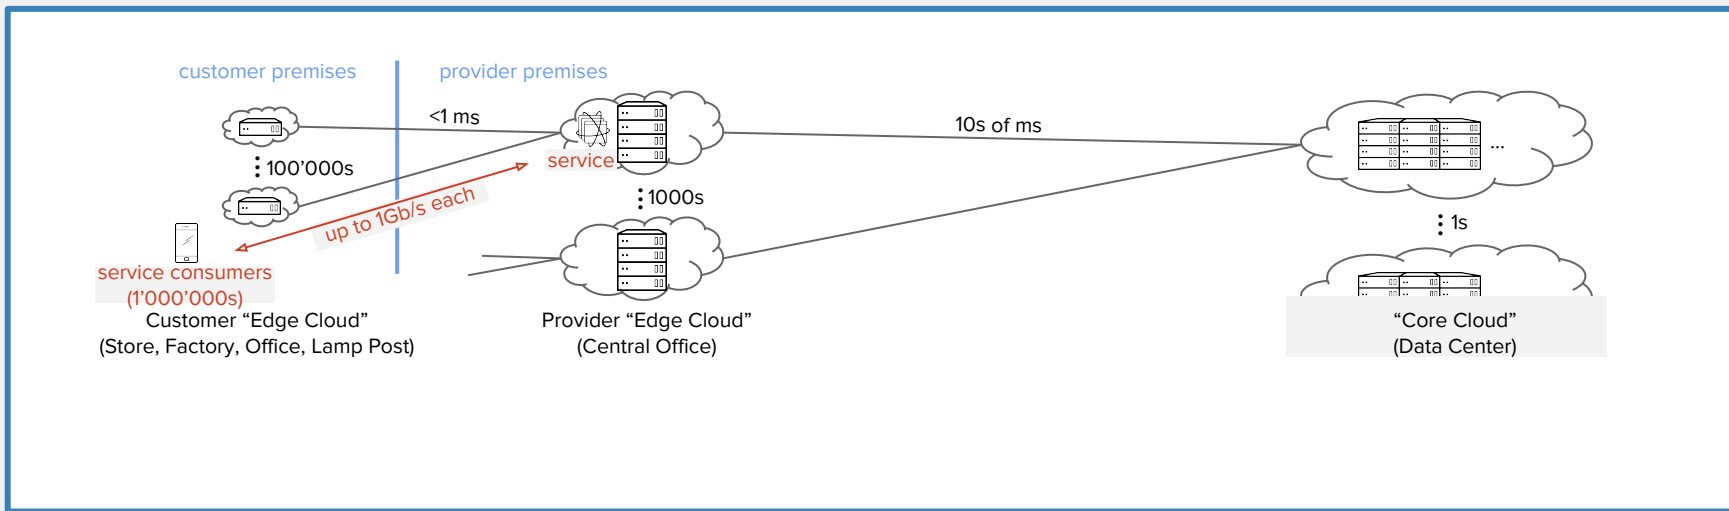 customer premises
provider premises
<1 ms
10s of ms
service
100’000s
up to 1Gb/s each
1000s
...
1s
service consumers
(1’000’000s)
Customer “Edge Cloud”
(Store, Factory, Office, Lamp Post)
Provider “Edge Cloud”
(Central Office)
“Core Cloud”
(Data Center)